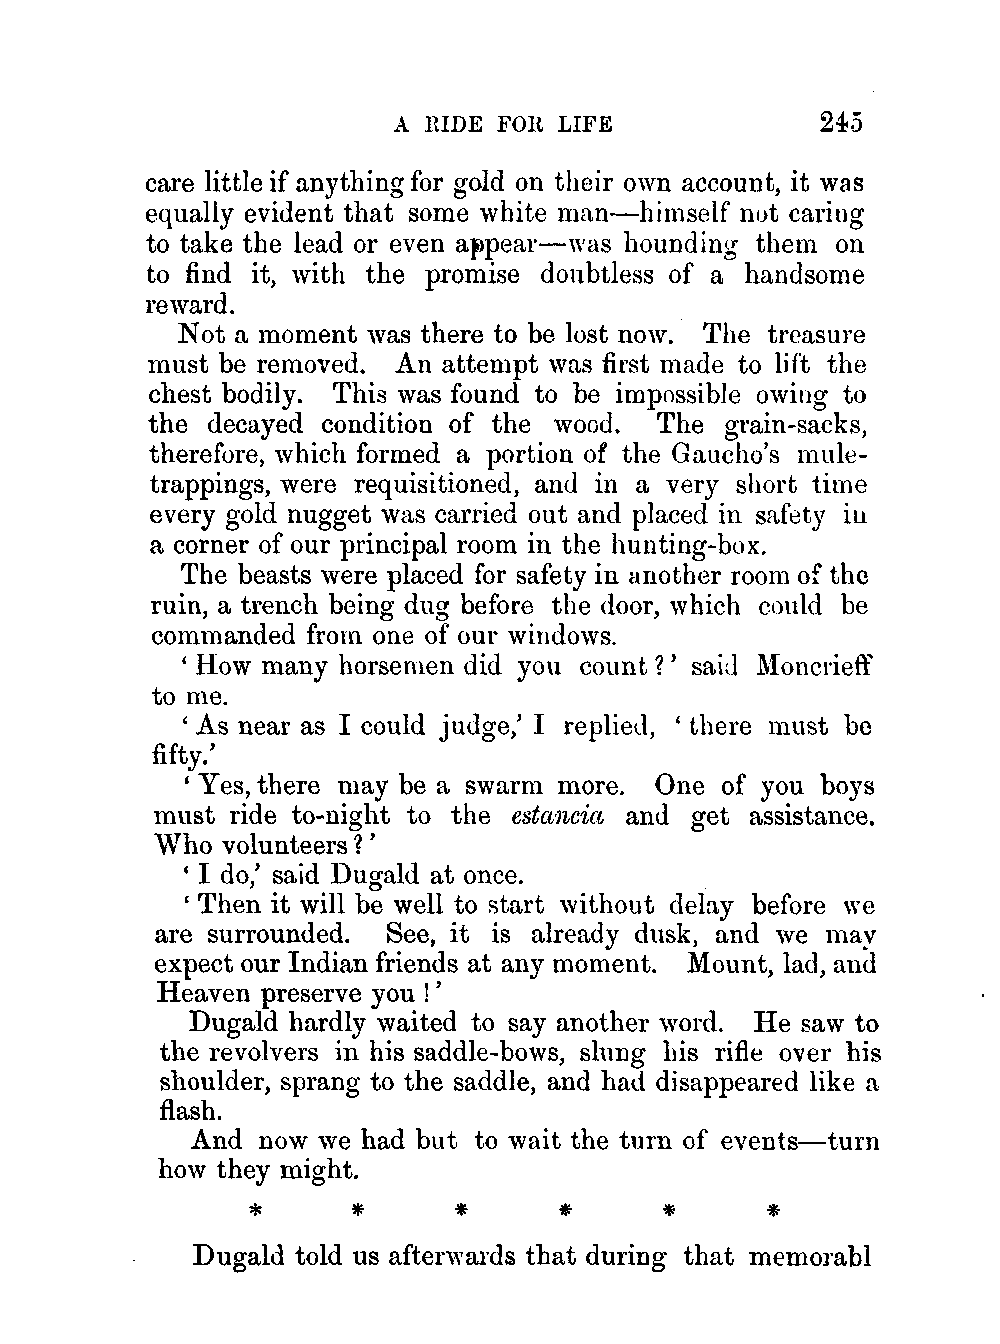 A RIDE FOR LIFE 245
care little if anything for gold on their own account, it was
equally evident that some white man—himself not caring
to take the lead or even appear—was hounding them on
to find it, with the promise doubtless of a handsome
reward.
Not a moment was there to be lost now. The treasure
must be removed. An attempt was first made to lift the
chest bodily. This was found to be impossible owing to
the decayed condition of the wood. The grain-sacks,
therefore, which formed a portion of the Gaucho's mule-
trappings, were requisitioned, and in a very short time
every gold nugget was carried out and placed in safety in
a corner of our principal room in the hunting-box.
The beasts were placed for safety in another room of the
ruin, a trench being dug before the door, which could be
commanded from one of our windows.
‘How many horsemen did you count?’ said Moncrieff
to me.
‘As near as I could judge,’ I replied, ‘there must be
fifty.’
‘Yes, there may be a swarm more. One of you boys
must ride to-night to the estancia and get assistance.
Who volunteers?’
‘I do,’ said Dugald at once.
‘Then it will be well to start without delay before we
are surrounded. See, it is already dusk, and we may
expect our Indian friends at any moment. Mount, lad, and
Heaven preserve you!’
Dugald hardly waited to say another word. He saw to
the revolvers in his saddle-bows, slung his rifle over his
shoulder, sprang to the saddle, and had disappeared like a
flash.
And now we had but to wait the turn of events—turn
how they might.
* * * * * *
Dugald told us afterwards that during that memorabl